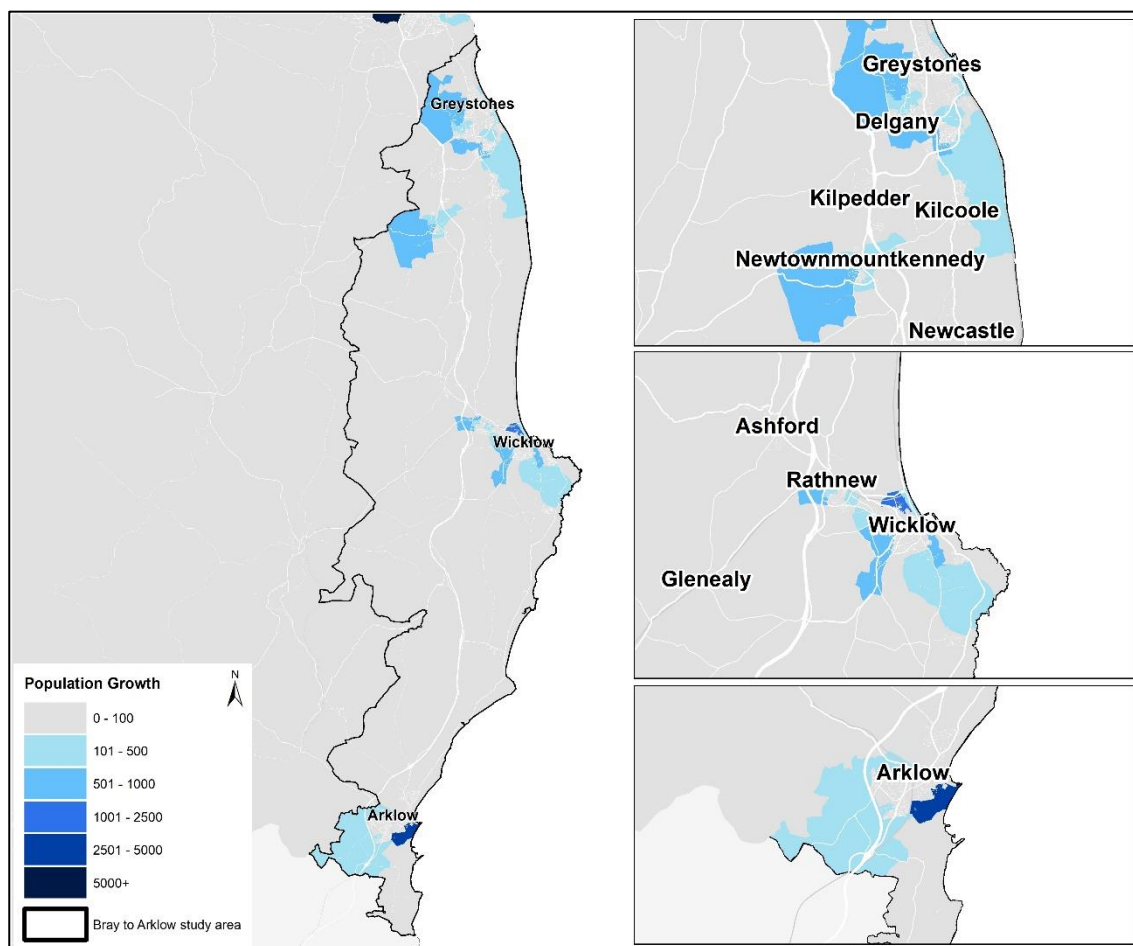 Greystones
Wicklow
Arklow
Population Growth
N
0 - 100
101 - 500
501 - 1000
1001 - 2500
2501 - 5000
5000+
Bray to Arklow study area
Greystones
Delgany
Kilpedder
Kilcoole
Newtownmountkennedy
Newcastle
Ashford
Rathnew
Wicklow
Glenealy
Arklow